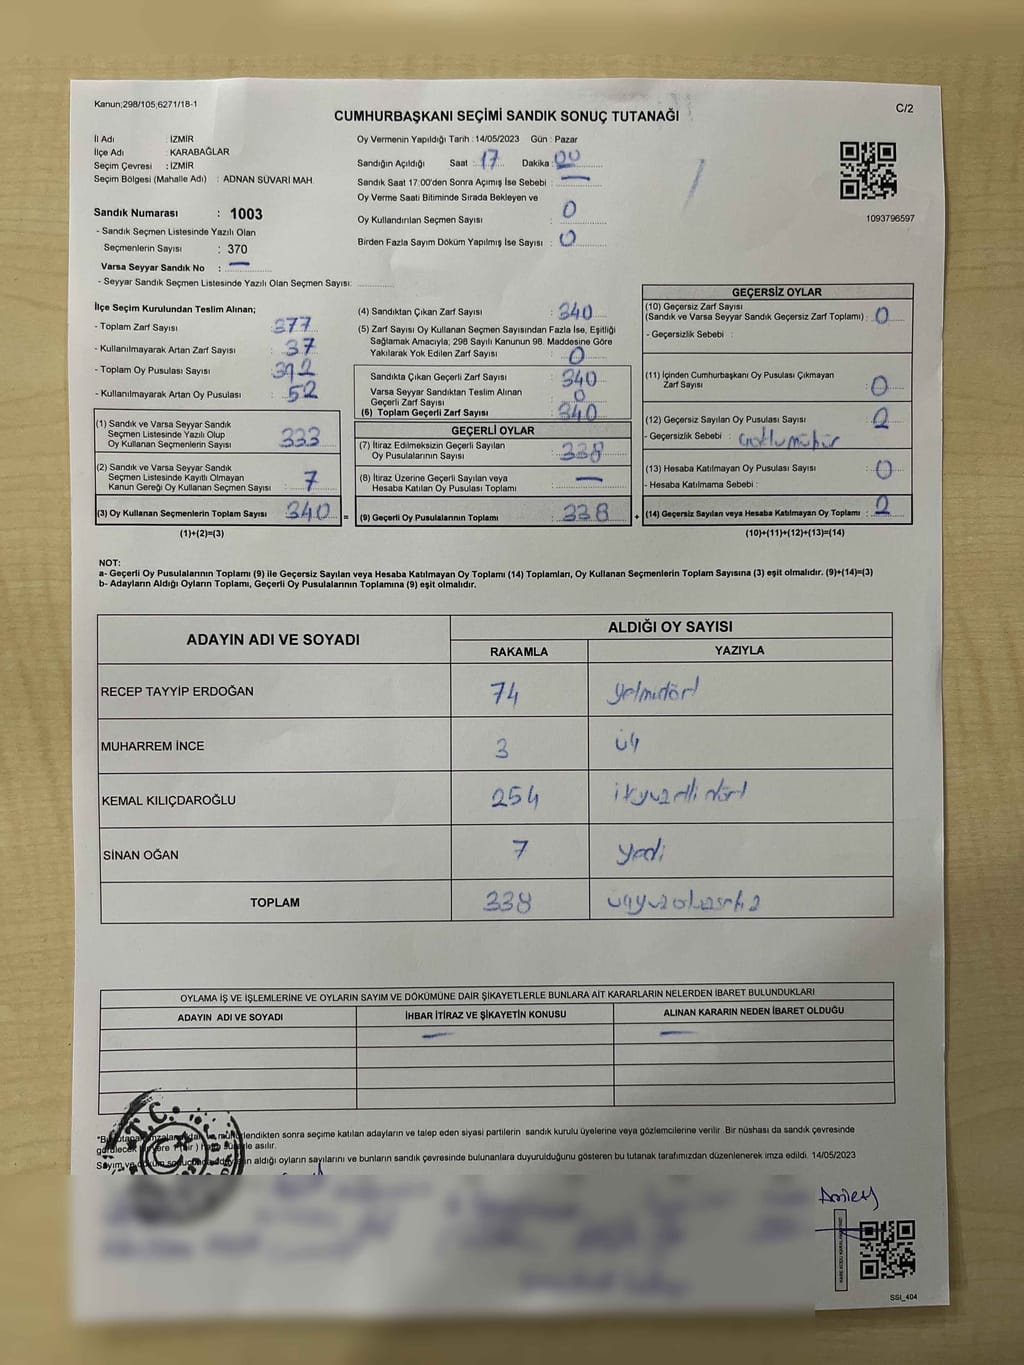 Kanun;298/105;6271/18-1
C/2
CUMHURBAŞKANI SEÇİMİ SANDIK SONUÇ TUTANAĞI
İl Adı : İZMİR
İlçe Adı : KARABAĞLAR
Seçim Çevresi : İZMİR
Seçim Bölgesi (Mahalle Adı) : ADNAN SÜVARİ MAH.
Sandık Numarası : 1003
- Sandık Seçmen Listesinde Yazılı Olan
Seçmenlerin Sayısı : 370
Varsa Seyyar Sandık No : —
- Seyyar Sandık Seçmen Listesinde Yazılı Olan Seçmen Sayısı:
Oy Vermenin Yapıldığı Tarih : 14/05/2023 Gün : Pazar
Sandığın Açıldığı Saat : 17 Dakika : 00
Sandık Saat 17:00'den Sonra Açımış İse Sebebi : —
Oy Verme Saati Bitiminde Sırada Bekleyen ve
Oy Kullandırılan Seçmen Sayısı : 0
Birden Fazla Sayım Döküm Yapılmış İse Sayısı : 0
1093796597
İlçe Seçim Kurulundan Teslim Alınan;
- Toplam Zarf Sayısı : 377
- Kullanılmayarak Artan Zarf Sayısı : 37
- Toplam Oy Pusulası Sayısı : 392
- Kullanılmayarak Artan Oy Pusulası : 52
(1) Sandık ve Varsa Seyyar Sandık
Seçmen Listesinde Yazılı Olup
Oy Kullanan Seçmenlerin Sayısı : 333
(2) Sandık ve Varsa Seyyar Sandık
Seçmen Listesinde Kayıtlı Olmayan
Kanun Gereği Oy Kullanan Seçmen Sayısı : 7
(3) Oy Kullanan Seçmenlerin Toplam Sayısı : 340
(1)+(2)=(3)
(4) Sandıktan Çıkan Zarf Sayısı : 340
(5) Zarf Sayısı Oy Kullanan Seçmen Sayısından Fazla İse, Eşitliği
Sağlamak Amacıyla; 298 Sayılı Kanunun 98. Maddesine Göre
Yakılarak Yok Edilen Zarf Sayısı : 0
Sandıkta Çıkan Geçerli Zarf Sayısı : 340
Varsa Seyyar Sandıktan Teslim Alınan
Geçerli Zarf Sayısı : 0
(6) Toplam Geçerli Zarf Sayısı : 340
GEÇERLİ OYLAR
(7) İtiraz Edilmeksizin Geçerli Sayılan
Oy Pusulalarının Sayısı : 338
(8) İtiraz Üzerine Geçerli Sayılan veya
Hesaba Katılan Oy Pusulası Toplamı : —
= (9) Geçerli Oy Pusulalarının Toplamı : 338
GEÇERSİZ OYLAR
(10) Geçersiz Zarf Sayısı
(Sandık ve Varsa Seyyar Sandık Geçersiz Zarf Toplamı) : 0
- Geçersizlik Sebebi :
(11) İçinden Cumhurbaşkanı Oy Pusulası Çıkmayan
Zarf Sayısı : 0
(12) Geçersiz Sayılan Oy Pusulası Sayısı : 2
- Geçersizlik Sebebi : çoklu mühür
(13) Hesaba Katılmayan Oy Pusulası Sayısı : 0
- Hesaba Katılmama Sebebi :
+ (14) Geçersiz Sayılan veya Hesaba Katılmayan Oy Toplamı : 2
(10)+(11)+(12)+(13)=(14)
NOT:
a- Geçerli Oy Pusulalarının Toplamı (9) ile Geçersiz Sayılan veya Hesaba Katılmayan Oy Toplamı (14) Toplamları, Oy Kullanan Seçmenlerin Toplam Sayısına (3) eşit olmalıdır. (9)+(14)=(3)
b- Adayların Aldığı Oyların Toplamı, Geçerli Oy Pusulalarının Toplamına (9) eşit olmalıdır.
ADAYIN ADI VE SOYADI ALDIĞI OY SAYISI
RAKAMLA YAZIYLA
RECEP TAYYİP ERDOĞAN 74
MUHARREM İNCE 3 üç
KEMAL KILIÇDAROĞLU 254 ikiyüzelli dört
SİNAN OĞAN 7 yedi
TOPLAM 338
OYLAMA İŞ VE İŞLEMLERİNE VE OYLARIN SAYIM VE DÖKÜMÜNE DAİR ŞİKAYETLERLE BUNLARA AİT KARARLARIN NELERDEN İBARET BULUNDUKLARI
ADAYIN ADI VE SOYADI İHBAR İTİRAZ VE ŞİKAYETİN KONUSU ALINAN KARARIN NEDEN İBARET OLDUĞU
— —
T.C.
sonra seçime katılan adayların ve talep eden siyasi partilerin sandık kurulu üyelerine veya gözlemcilerine verilir. Bir nüshası da sandık çevresinde
asılır.
aldığı oyların sayılarını ve bunların sandık çevresinde bulunanlara duyurulduğunu gösteren bu tutanak tarafımızdan düzenlenerek imza edildi. 14/05/2023
SSI_404